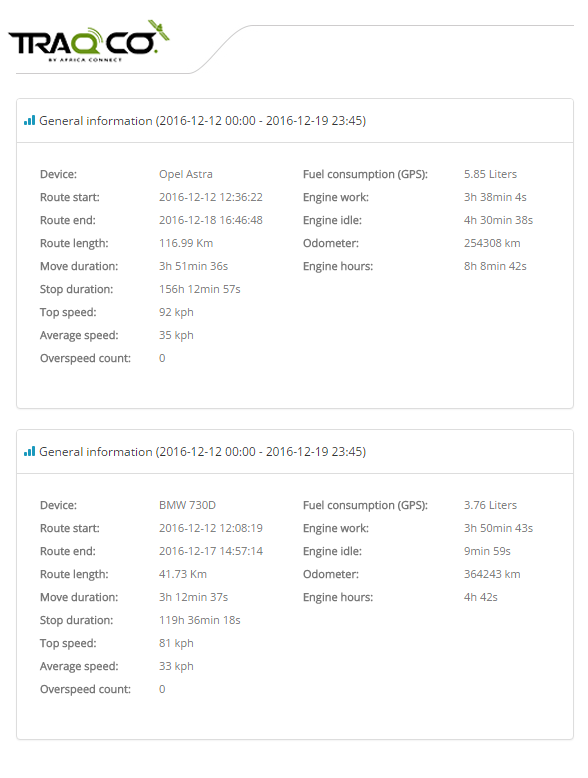 TRAQCO.
BY AFRICA CONNECT
General information (2016-12-12 00:00 - 2016-12-19 23:45)
Device: Opel Astra Fuel consumption (GPS): 5.85 Liters
Route start: 2016-12-12 12:36:22 Engine work: 3h 38min 4s
Route end: 2016-12-18 16:46:48 Engine idle: 4h 30min 38s
Route length: 116.99 Km Odometer: 254308 km
Move duration: 3h 51min 36s Engine hours: 8h 8min 42s
Stop duration: 156h 12min 57s
Top speed: 92 kph
Average speed: 35 kph
Overspeed count: 0
General information (2016-12-12 00:00 - 2016-12-19 23:45)
Device: BMW 730D Fuel consumption (GPS): 3.76 Liters
Route start: 2016-12-12 12:08:19 Engine work: 3h 50min 43s
Route end: 2016-12-17 14:57:14 Engine idle: 9min 59s
Route length: 41.73 Km Odometer: 364243 km
Move duration: 3h 12min 37s Engine hours: 4h 42s
Stop duration: 119h 36min 18s
Top speed: 81 kph
Average speed: 33 kph
Overspeed count: 0